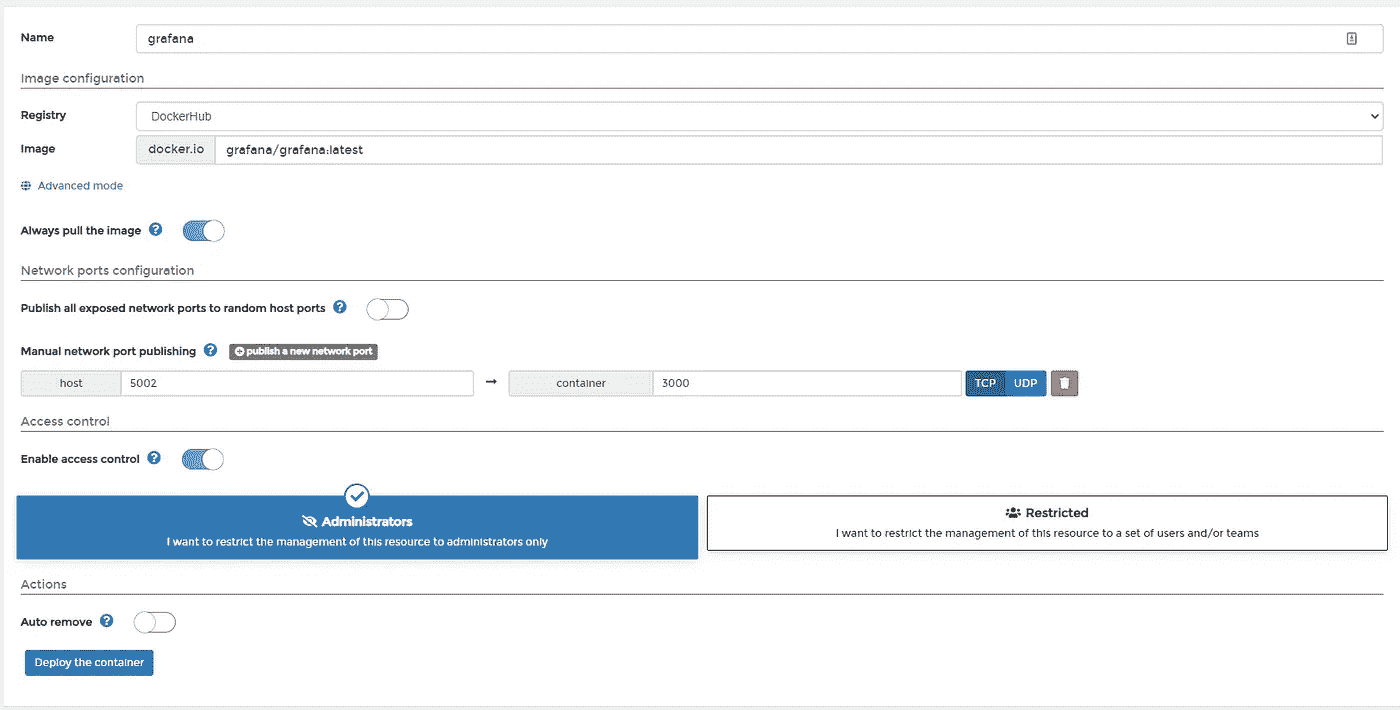 Name grafana
Image configuration
Registry DockerHub
Image docker.io grafana/grafana:latest
Advanced mode
Always pull the image ?
Network ports configuration
Publish all exposed network ports to random host ports ?
Manual network port publishing ? publish a new network port
host 5002 → container 3000 TCP UDP
Access control
Enable access control ?
Administrators
I want to restrict the management of this resource to administrators only
Restricted
I want to restrict the management of this resource to a set of users and/or teams
Actions
Auto remove ?
Deploy the container